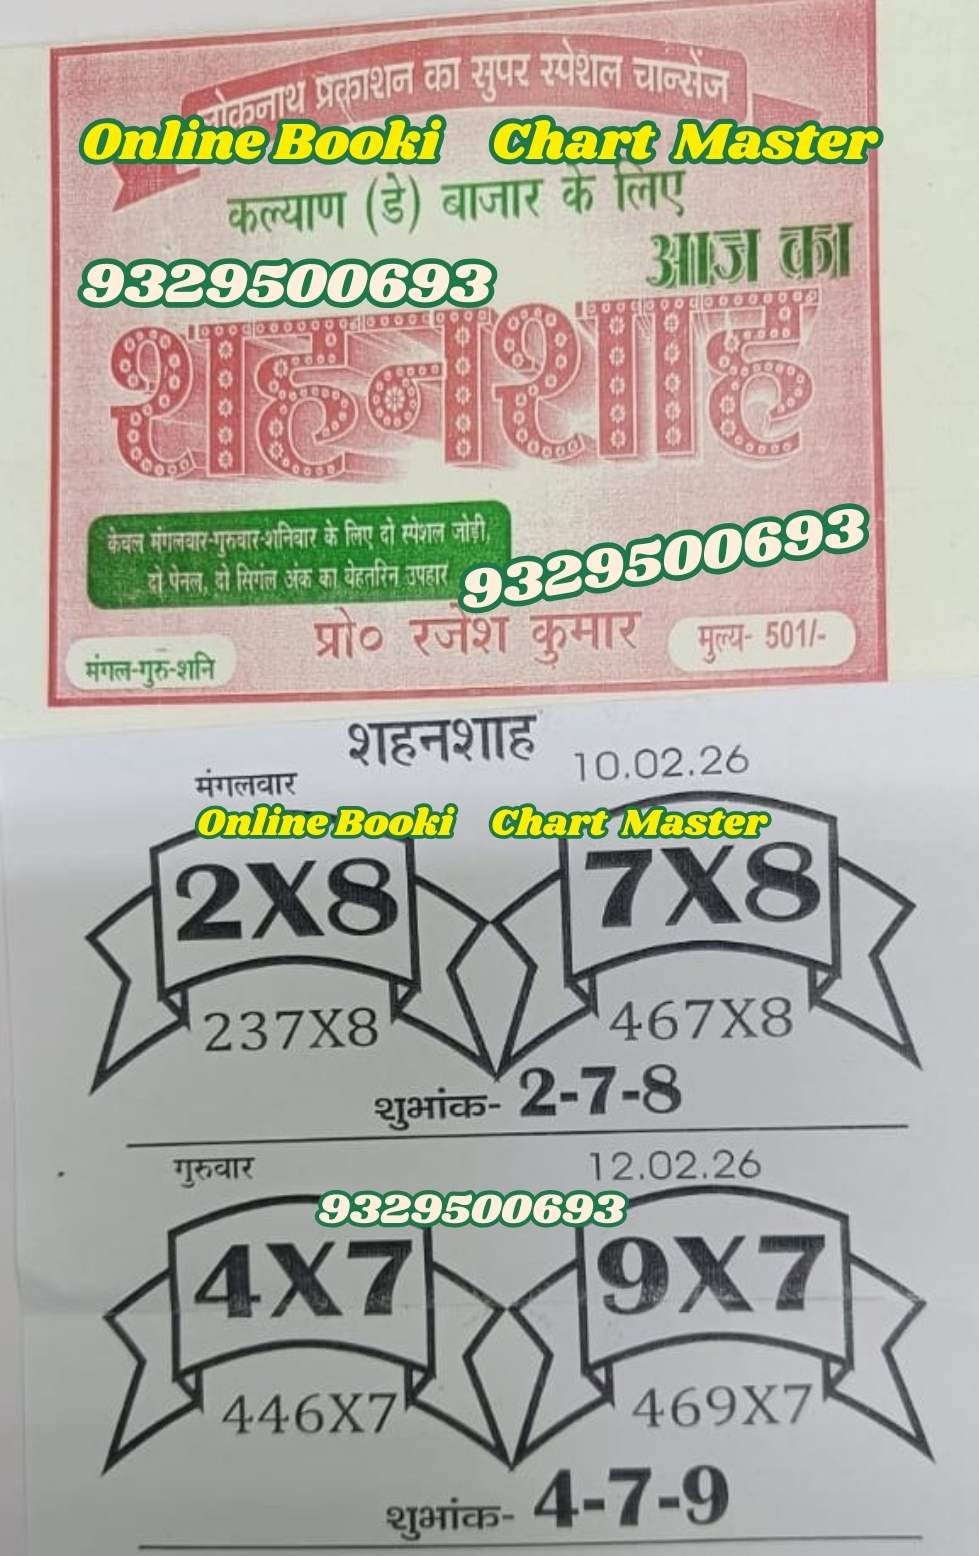 लोकनाथ प्रकाशन का सुपर स्पेशल चान्सेंज
Online Booki Chart Master
कल्याण (डे) बाजार के लिए
आज का
9329500693
शहनशाह
केवल मंगलवार-गुरुवार-शनिवार के लिए दो स्पेशल जोड़ी,
दो पेनल, दो सिगंल अंक का बेहतरिन उपहार
9329500693
प्रो० रजेश कुमार
मुल्य- 501/-
मंगल-गुरु-शनि
शहनशाह
मंगलवार 10.02.26
Online Booki Chart Master
2X8 7X8
237X8 467X8
शुभांक- 2-7-8
गुरुवार 12.02.26
9329500693
4X7 9X7
446X7 469X7
शुभांक- 4-7-9